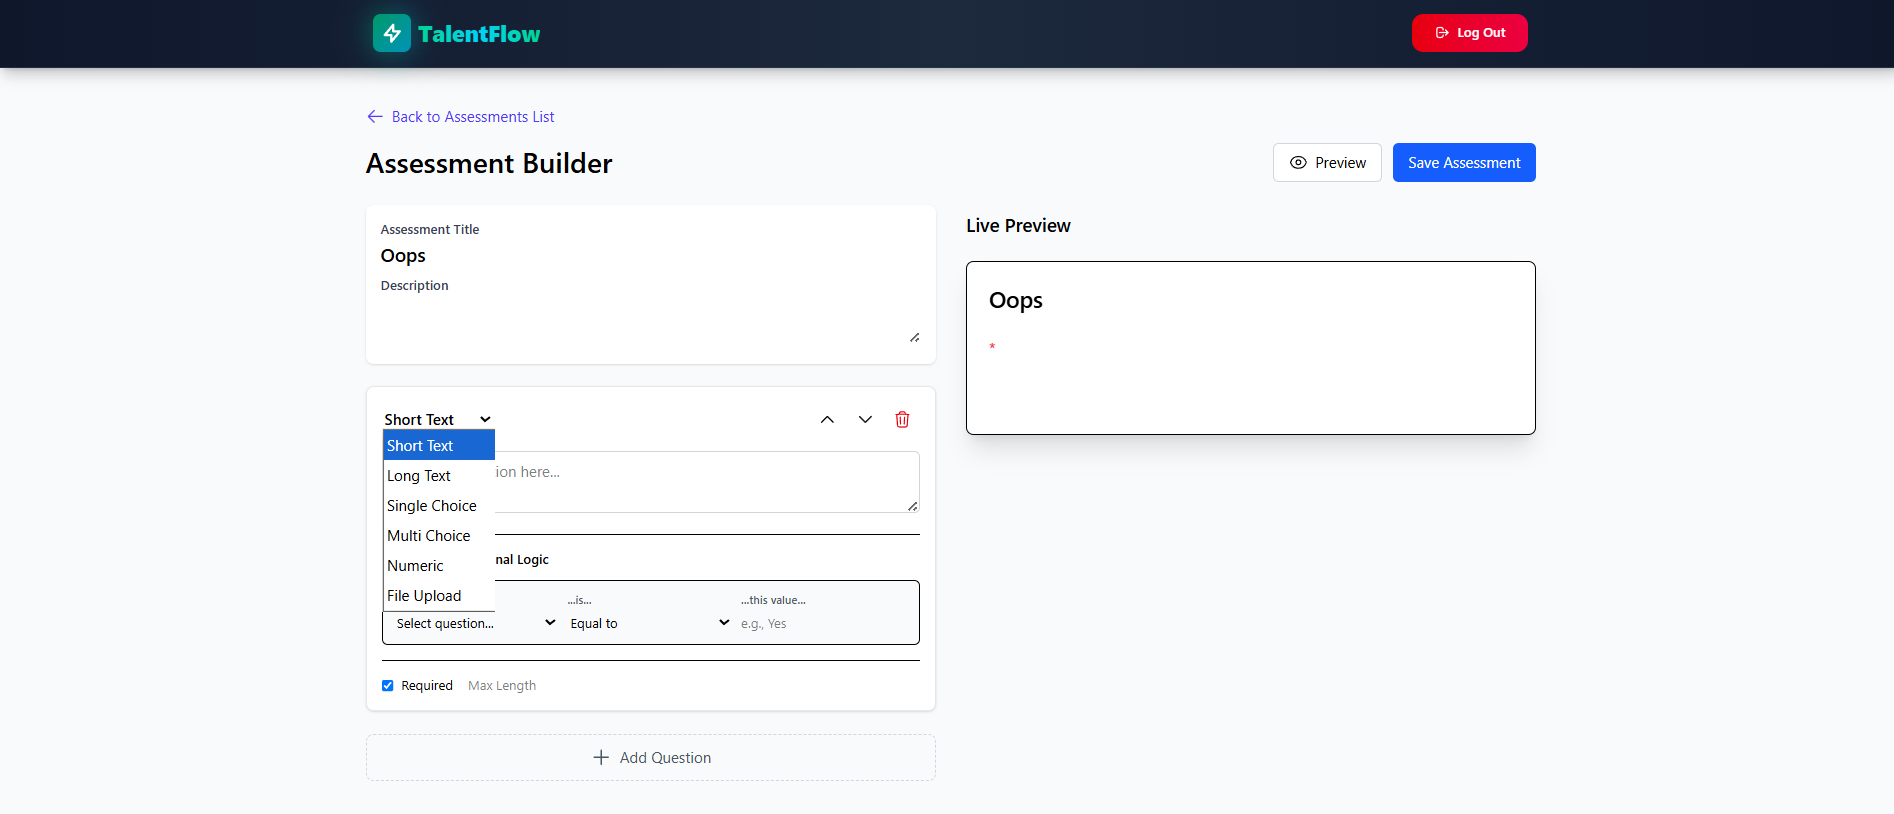 TalentFlow
Log Out
Back to Assessments List
Assessment Builder
Preview
Save Assessment
Assessment Title
Oops
Description
Live Preview
Oops
*
Short Text
Short Text
Long Text
Single Choice
Multi Choice
Numeric
File Upload
here...
Logic
...is...
...this value...
Select question...
Equal to
e.g., Yes
Required
Max Length
Add Question